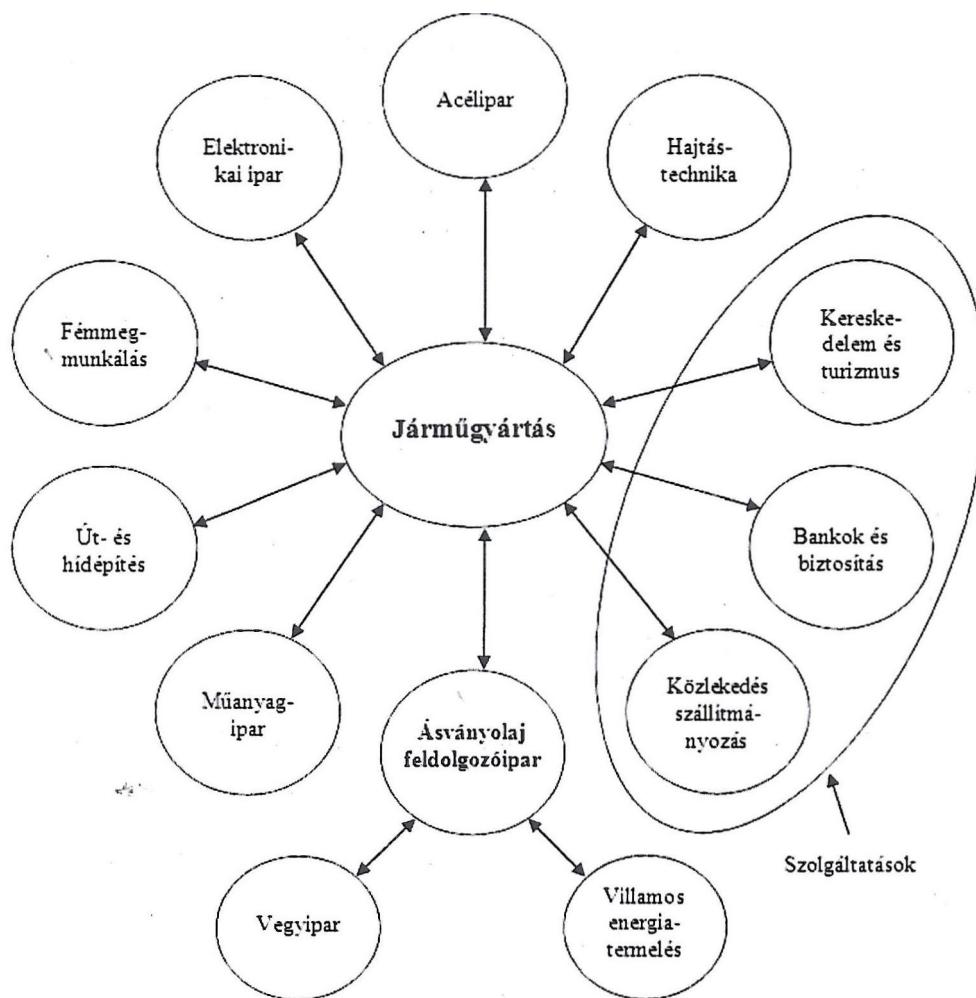 Acélipar
Elektroni-
kai ipar
Hajtás-
technika
Fémmeg-
munkálás
Kereske-
delem és
turizmus
Járműgyártás
Út- és
hídépítés
Bankok és
biztosítás
Műanyag-
ipar
Ásványolaj
feldolgozóipar
Közlekedés
szállítmá-
nyozás
Szolgáltatások
Vegyipar
Villamos
energia-
termelés